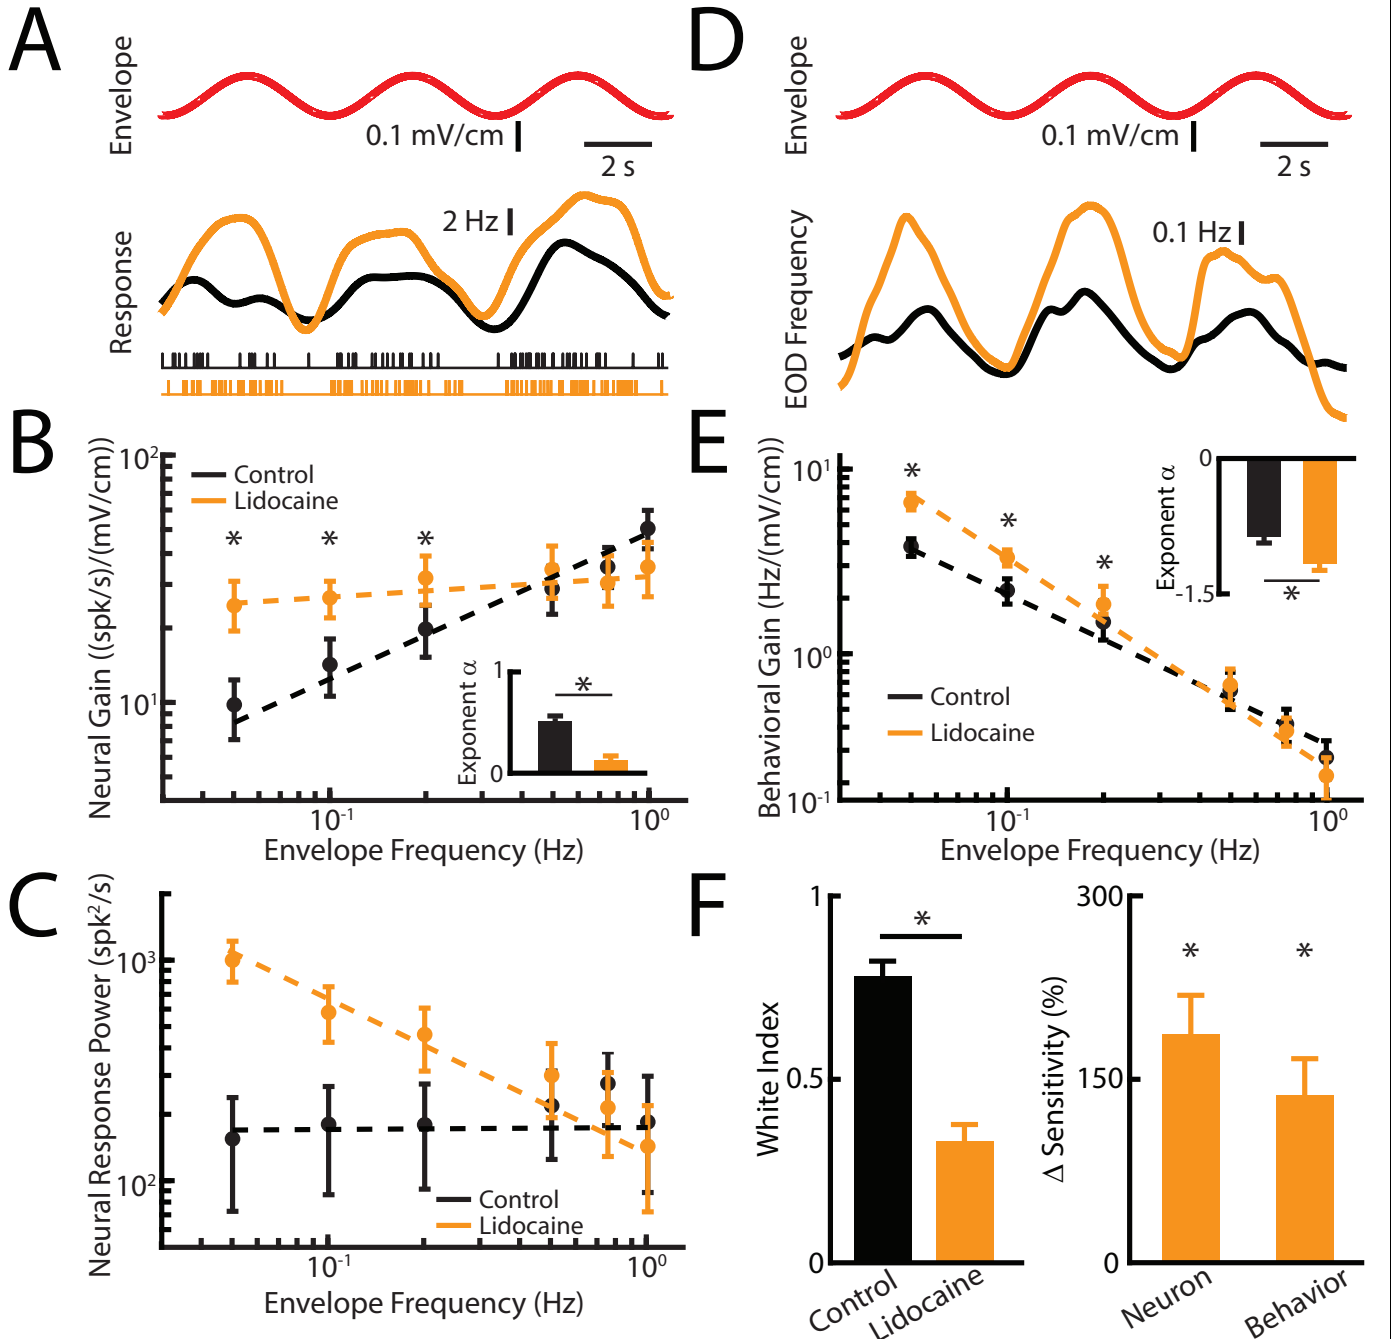 A
Envelope
0.1 mV/cm
2 s
Response
2 Hz
B
Neural Gain ((spk/s)/(mV/cm))
10²
10¹
Control
Lidocaine
*
*
*
Exponent α
1
0
*
10⁻¹
10⁰
Envelope Frequency (Hz)
C
Neural Response Power (spk²/s)
10³
10²
Control
Lidocaine
10⁻¹
10⁰
Envelope Frequency (Hz)
D
Envelope
0.1 mV/cm
2 s
EOD Frequency
0.1 Hz
E
Behavioral Gain (Hz/(mV/cm))
10¹
10⁰
10⁻¹
*
*
*
Exponent α
0
-1.5
*
Control
Lidocaine
10⁻¹
10⁰
Envelope Frequency (Hz)
F
White Index
1
0.5
0
*
Control
Lidocaine
Δ Sensitivity (%)
300
150
0
*
*
Neuron
Behavior